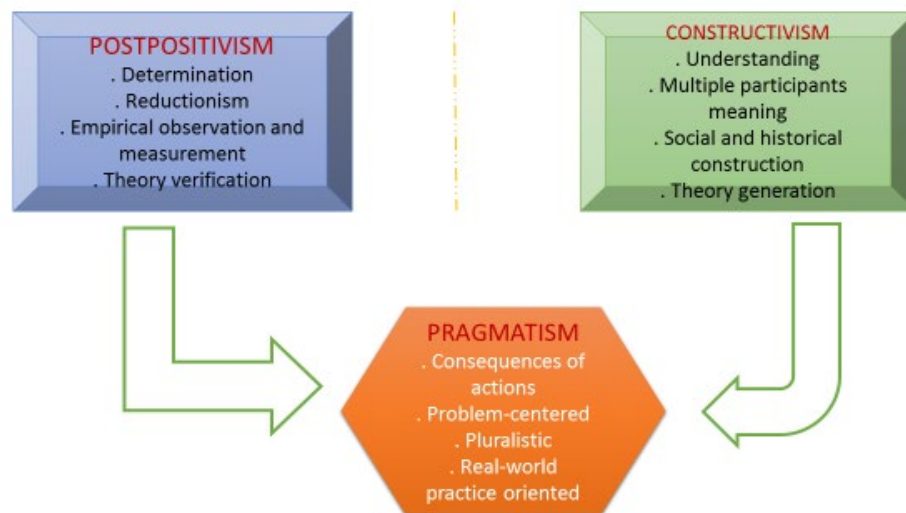 POSTPOSITIVISM
. Determination
. Reductionism
. Empirical observation and
measurement
. Theory verification
CONSTRUCTIVISM
. Understanding
. Multiple participants
meaning
. Social and historical
construction
. Theory generation
PRAGMATISM
. Consequences of
actions
. Problem-centered
. Pluralistic
. Real-world
practice oriented